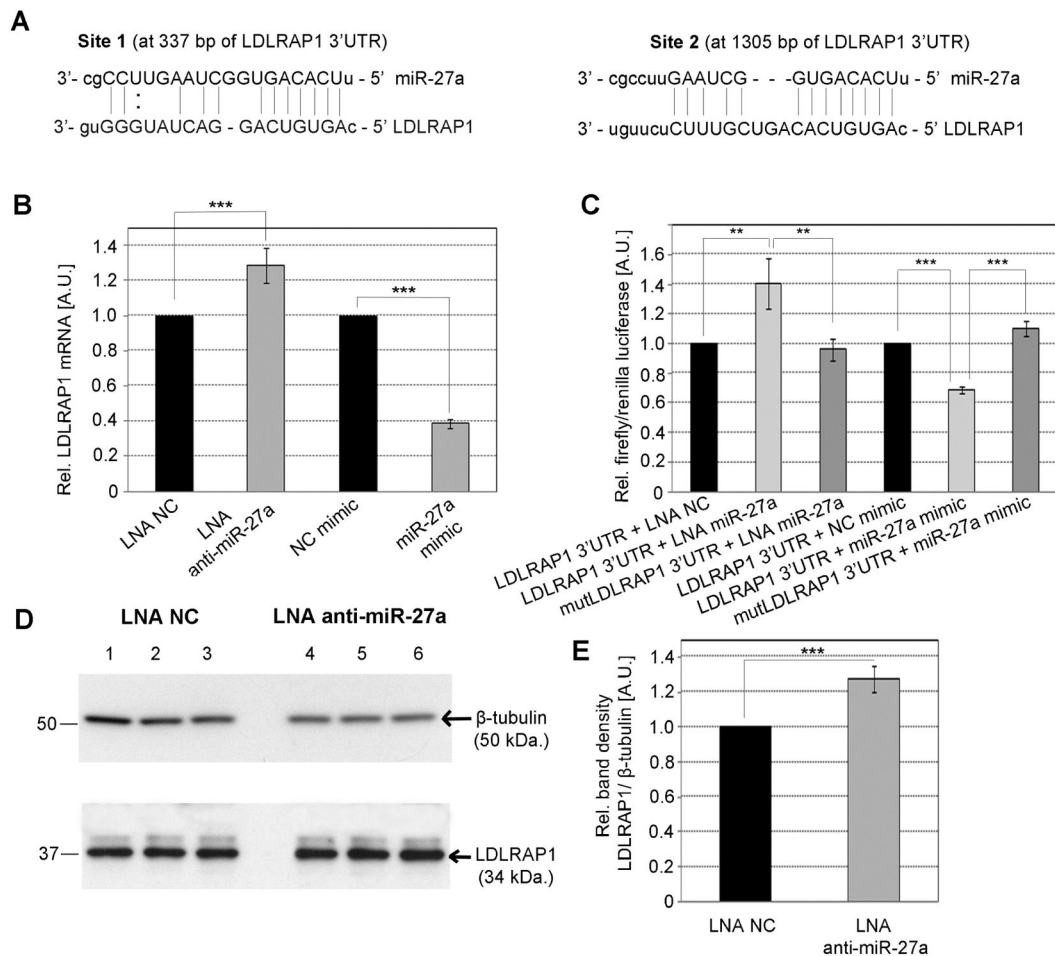 A
Site 1 (at 337 bp of LDLRAP1 3'UTR)
3'- cgCCUUGAAUCGGUGACACUu - 5' miR-27a
3'- guGGGUAUCAG - GACUGUGAc - 5' LDLRAP1
Site 2 (at 1305 bp of LDLRAP1 3'UTR)
3'- cgccuuGAAUCG - - - GUGACACUu - 5' miR-27a
3'- uguucuCUUUGCUGACACUGUGAc - 5' LDLRAP1
B
Rel. LDLRAP1 mRNA [A.U.]
1.4
1.2
1.0
0.8
0.6
0.4
0.2
0
***
***
LNA NC
LNA
anti-miR-27a
NC mimic
miR-27a
mimic
C
Rel. firefly/renilla luciferase [A.U.]
1.6
1.4
1.2
1.0
0.8
0.6
0.4
0.2
0
**
**
***
***
LDLRAP1 3'UTR + LNA NC
LDLRAP1 3'UTR + LNA miR-27a
mutLDLRAP1 3'UTR + LNA miR-27a
LDLRAP1 3'UTR + NC mimic
LDLRAP1 3'UTR + miR-27a mimic
mutLDLRAP1 3'UTR + miR-27a mimic
D
LNA NC
LNA anti-miR-27a
1 2 3 4 5 6
50
β-tubulin
(50 kDa.)
37
LDLRAP1
(34 kDa.)
E
Rel. band density
LDLRAP1/ β-tubulin [A.U.]
1.4
1.2
1.0
0.8
0.6
0.4
0.2
0
***
LNA NC
LNA
anti-miR-27a